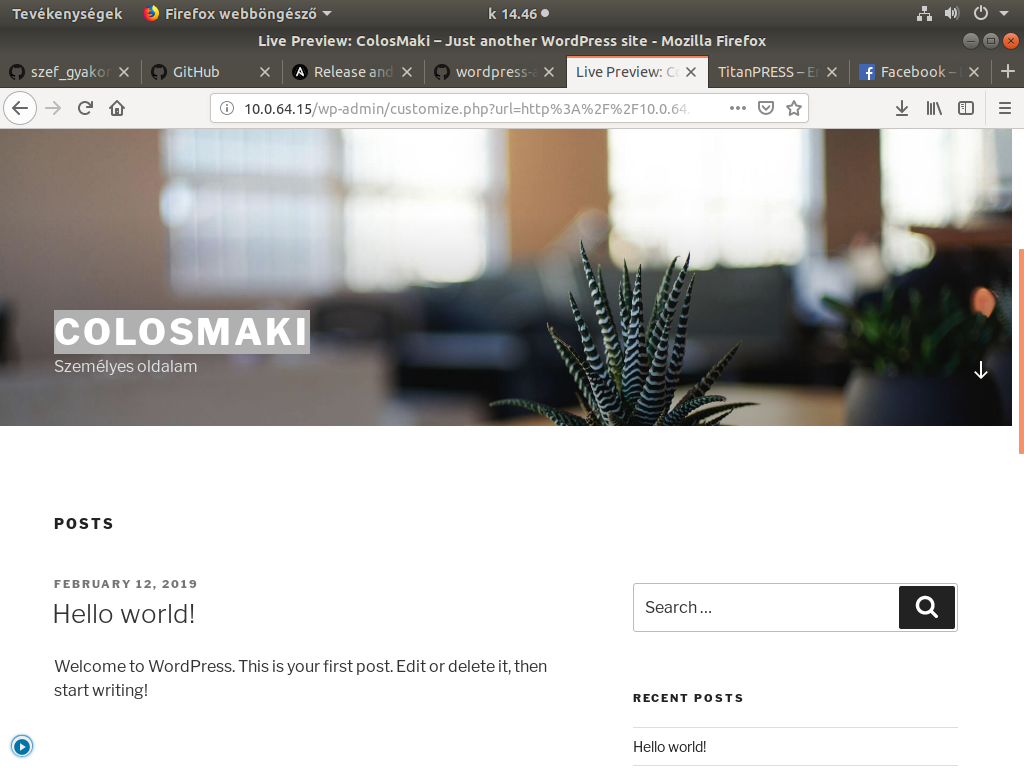 Tevékenységek Firefox webböngésző k 14.46
Live Preview: ColosMaki – Just another WordPress site - Mozilla Firefox
szef_gyakor GitHub Release and wordpress-a Live Preview: Co TitanPRESS – Er Facebook –
10.0.64.15/wp-admin/customize.php?url=http%3A%2F%2F10.0.64.
COLOSMAKI
Személyes oldalam
POSTS
FEBRUARY 12, 2019
Hello world!
Search …
Welcome to WordPress. This is your first post. Edit or delete it, then
start writing!
RECENT POSTS
Hello world!